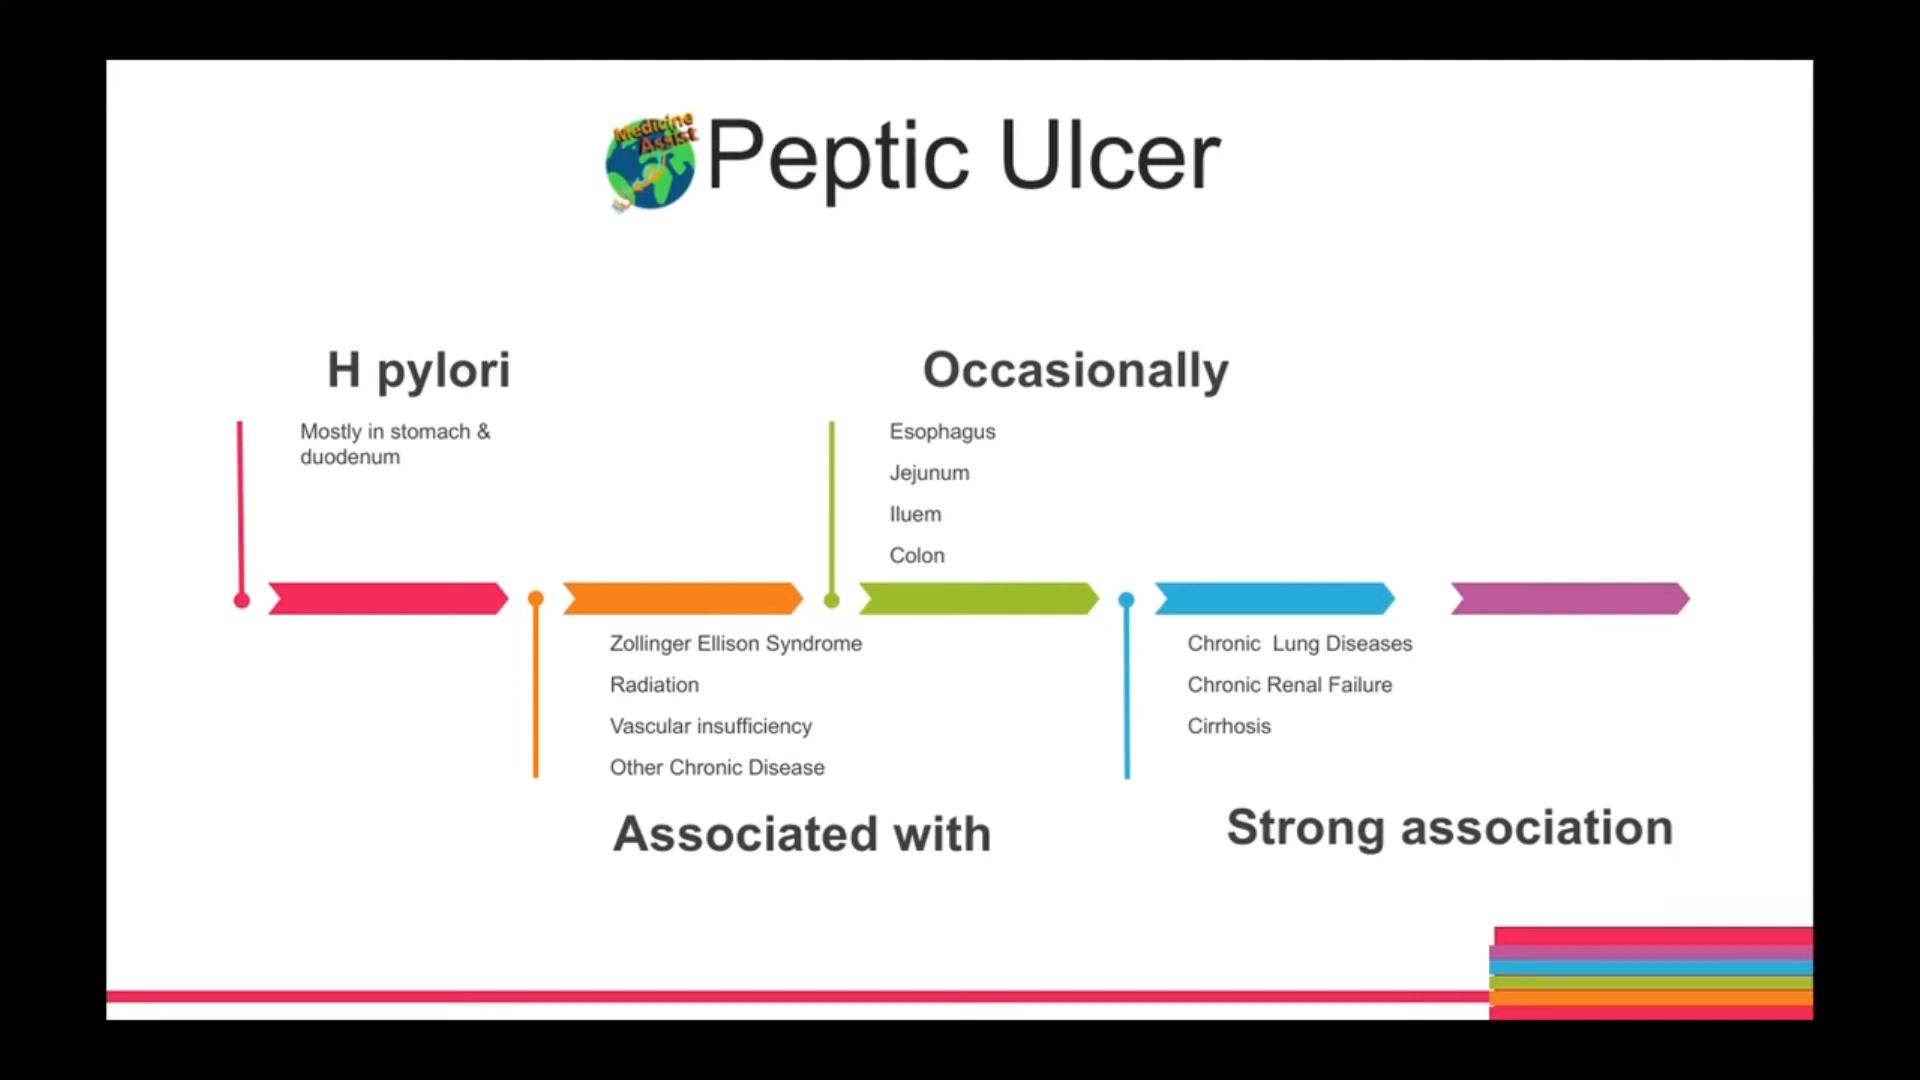 Medicine
Assist
Peptic Ulcer
H pylori
Mostly in stomach &
duodenum
Occasionally
Esophagus
Jejunum
Iluem
Colon
Zollinger Ellison Syndrome
Radiation
Vascular insufficiency
Other Chronic Disease
Associated with
Chronic  Lung Diseases
Chronic Renal Failure
Cirrhosis
Strong association